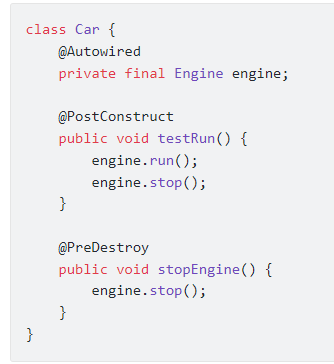 class Car {
    @Autowired
    private final Engine engine;

    @PostConstruct
    public void testRun() {
        engine.run();
        engine.stop();
    }

    @PreDestroy
    public void stopEngine() {
        engine.stop();
    }
}